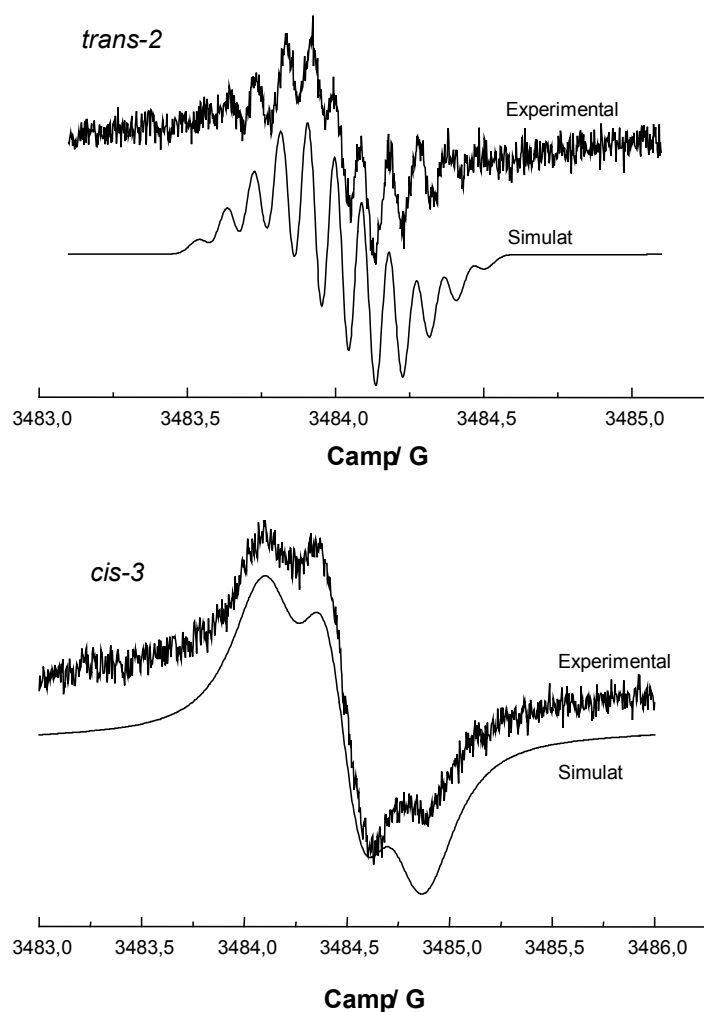 trans-2
Experimental
Simulat
3483,0 3483,5 3484,0 3484,5 3485,0
Camp/ G
cis-3
Experimental
Simulat
3483,0 3483,5 3484,0 3484,5 3485,0 3485,5 3486,0
Camp/ G